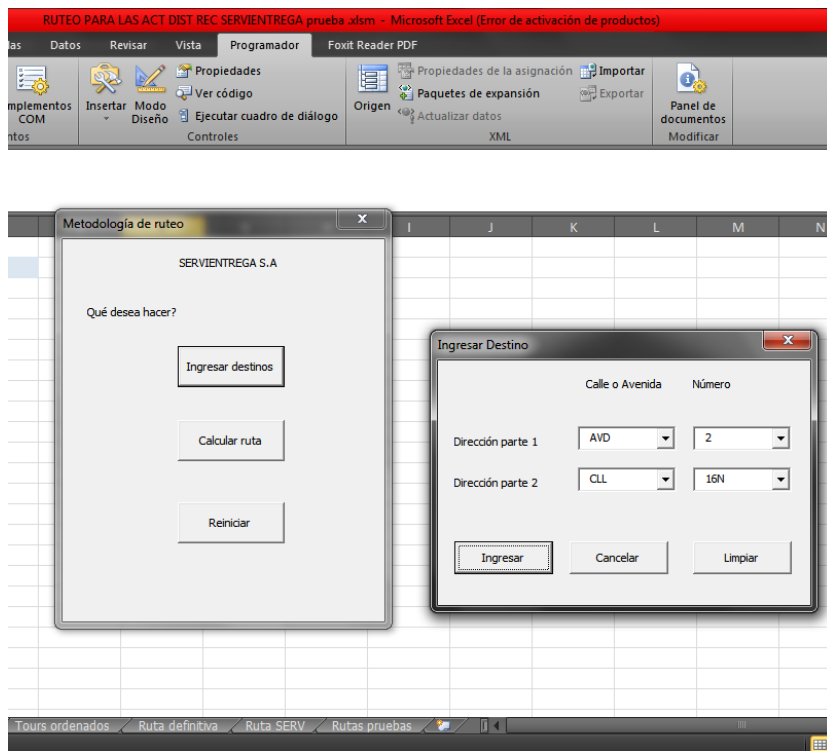 RUTEO PARA LAS ACT DIST REC SERVIENTREGA prueba .xlsm - Microsoft Excel (Error de activación de productos)
Datos Revisar Vista Programador Foxit Reader PDF
COM
Insertar
Modo Diseño
Propiedades
Ver código
Ejecutar cuadro de diálogo
Controles
Origen
Propiedades de la asignación
Paquetes de expansión
Actualizar datos
Importar
Exportar
XML
Panel de documentos
Modificar
I J K L M N
Metodología de ruteo
x
SERVIENTREGA S.A
Qué desea hacer?
Ingresar destinos
Calcular ruta
Reiniciar
Ingresar Destino
x
Calle o Avenida Número
Dirección parte 1 AVD 2
Dirección parte 2 CLL 16N
Ingresar Cancelar Limpiar
Tours ordenados Ruta definitiva Ruta SERV Rutas pruebas